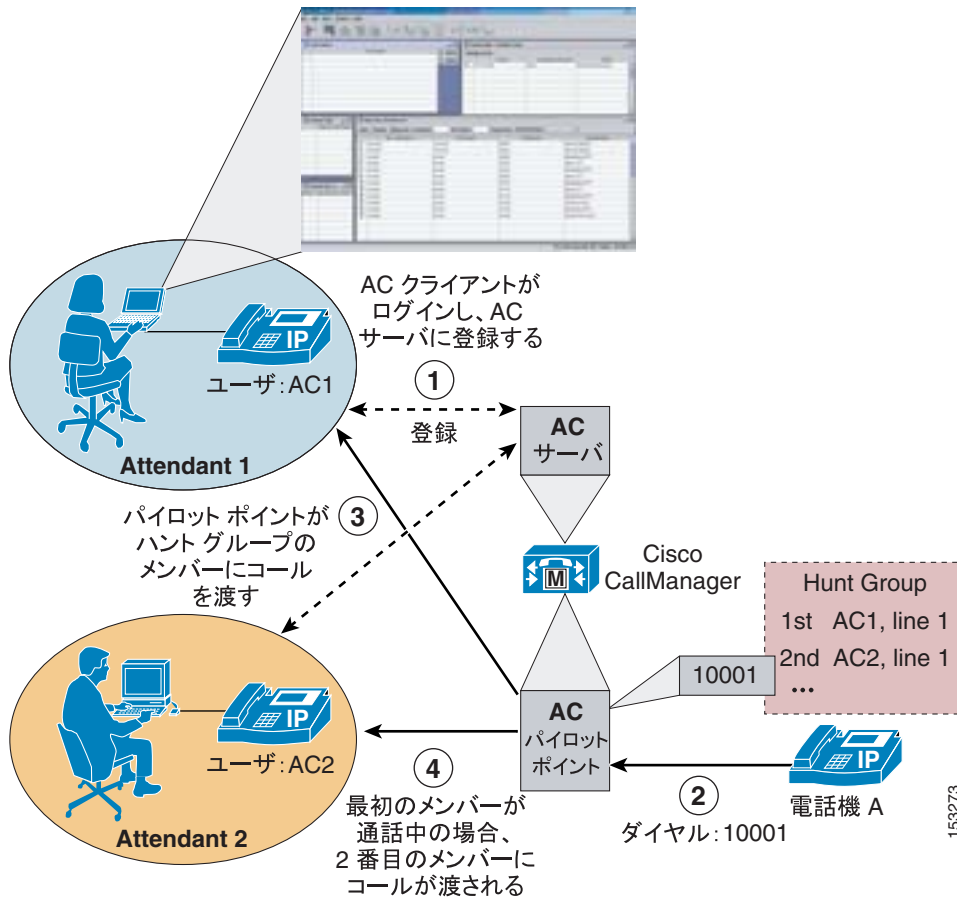 AC クライアントが
ログインし、AC
サーバに登録する
1
登録
IP
ユーザ:AC1
Attendant 1
AC
サーバ
パイロット ポイントが
ハント グループの
メンバーにコール
を渡す
3
M
Cisco
CallManager
Hunt Group
1st AC1, line 1
2nd AC2, line 1
...
10001
AC
パイロット
ポイント
IP
ユーザ:AC2
Attendant 2
4
最初のメンバーが
通話中の場合、
2 番目のメンバーに
コールが渡される
2
ダイヤル:10001
IP
電話機 A
153273